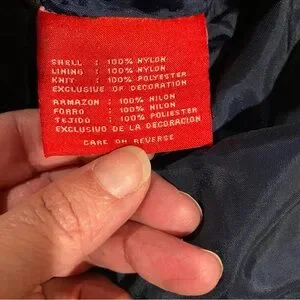 SHELL : 100% NYLON
LINING : 100% NYLON
KNIT : 100% POLYESTER
EXCLUSIVE OF DECORATION
ARMAZON : 100% NILON
FORRO : 100% NILON
TEJIDO : 100% POLIESTER
EXCLUSIVO DE LA DECORACION
CARE ON REVERSE